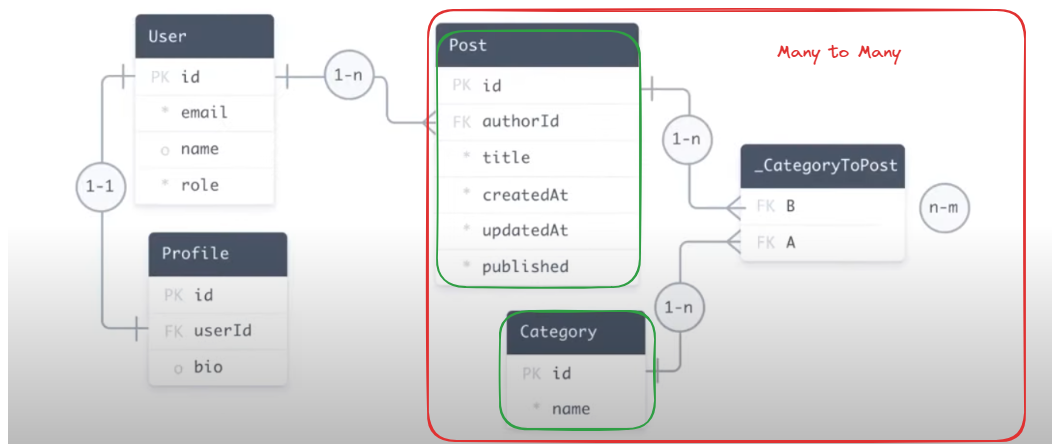 User
PK id
* email
o name
* role
1-1
Profile
PK id
FK userId
o bio
1-n
Post
PK id
FK authorId
* title
* createdAt
* updatedAt
* published
Many to Many
1-n
_CategoryToPost
FK B
FK A
n-m
1-n
Category
PK id
* name